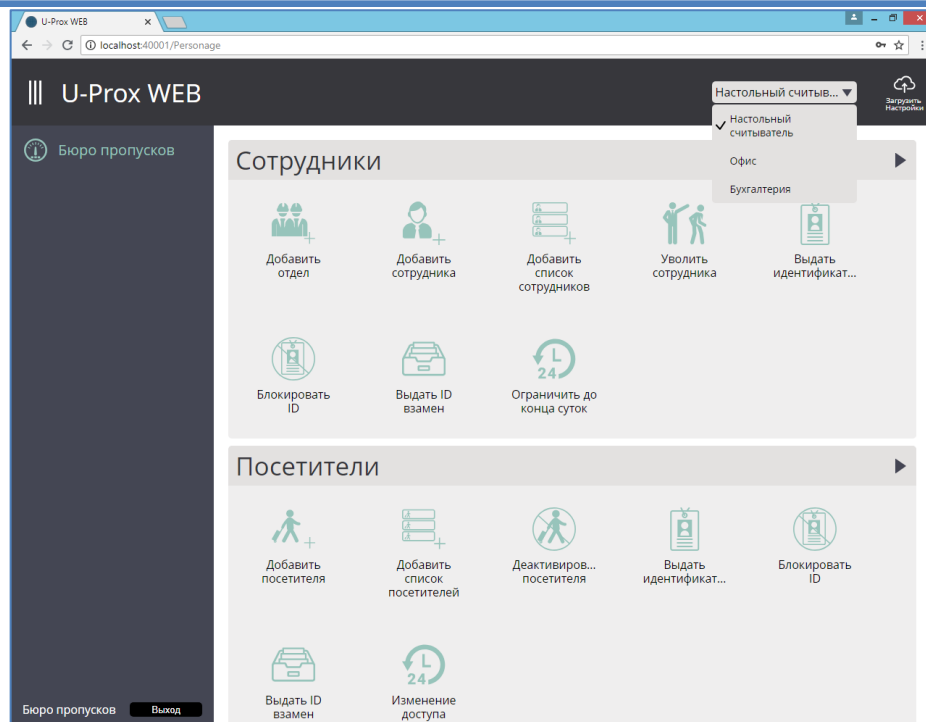 U-Prox WEB
localhost:40001/Personage
U-Prox WEB
Настольный считыв...
Загрузить
Настройки
Настольный
считыватель
Офис
Бухгалтерия
Бюро пропусков
Сотрудники
Добавить
отдел
Добавить
сотрудника
Добавить
список
сотрудников
Уволить
сотрудника
Выдать
идентификат...
Блокировать
ID
Выдать ID
взамен
24
Ограничить до
конца суток
Посетители
Добавить
посетителя
Добавить
список
посетителей
Деактивиров...
посетителя
Выдать
идентификат...
Блокировать
ID
Выдать ID
взамен
24
Изменение
доступа
Бюро пропусков
Выход